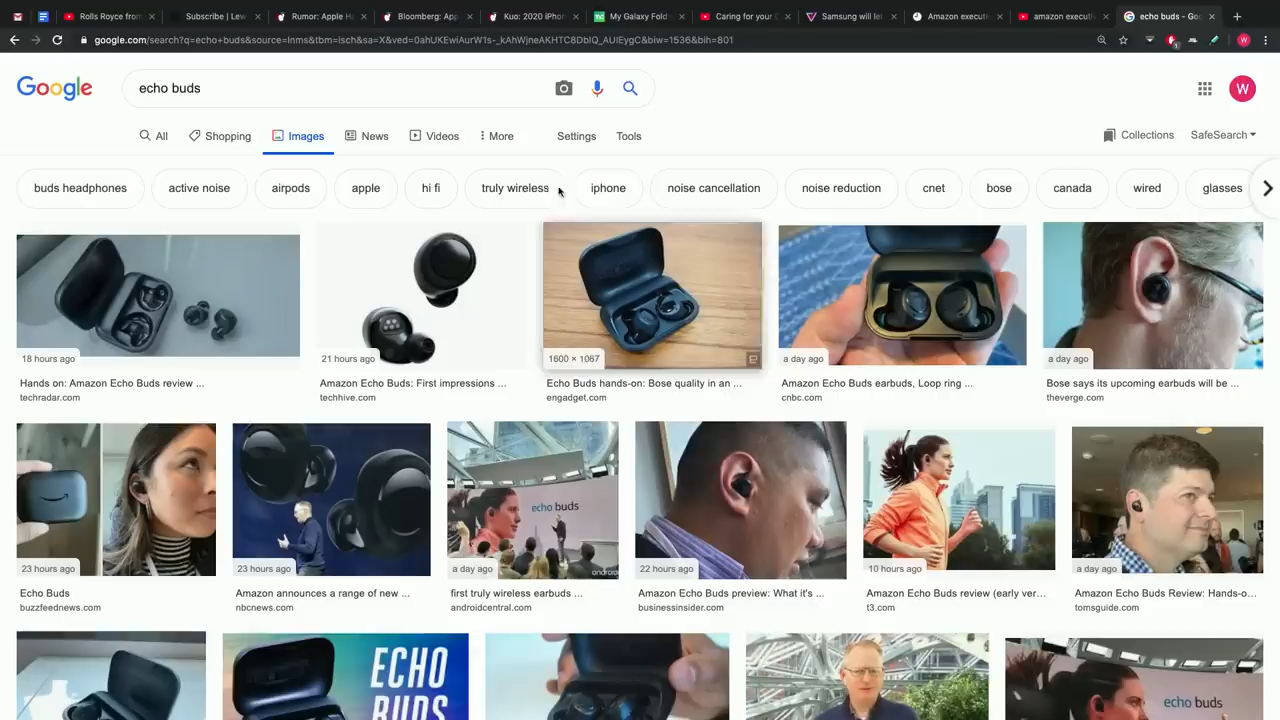 Rolls Royce from
Subscribe | Lew
Rumor: Apple Ha
Bloomberg: App
Kuo: 2020 iPhon
My Galaxy Fold
Caring for your G
Samsung will le
Amazon executi
amazon executiv
echo buds - Goo
google.com/search?q=echo+buds&source=lnms&tbm=isch&sa=X&ved=0ahUKEwiAurW1s-_kAhWjneAKHTC8DbIQ_AUIEygC&biw=1536&bih=801
Google
echo buds
W
All
Shopping
Images
News
Videos
More
Settings
Tools
Collections
SafeSearch
buds headphones
active noise
airpods
apple
hi fi
truly wireless
iphone
noise cancellation
noise reduction
cnet
bose
canada
wired
glasses
18 hours ago
21 hours ago
1600 × 1067
a day ago
a day ago
Hands on: Amazon Echo Buds review ...
techradar.com
Amazon Echo Buds: First impressions ...
techhive.com
Echo Buds hands-on: Bose quality in an ...
engadget.com
Amazon Echo Buds earbuds, Loop ring ...
cnbc.com
Bose says its upcoming earbuds will be ...
theverge.com
echo buds
23 hours ago
23 hours ago
a day ago
android
22 hours ago
10 hours ago
a day ago
Echo Buds
buzzfeednews.com
Amazon announces a range of new ...
nbcnews.com
first truly wireless earbuds ...
androidcentral.com
Amazon Echo Buds preview: What it's ...
businessinsider.com
Amazon Echo Buds review (early ver...
t3.com
Amazon Echo Buds Review: Hands-o...
tomsguide.com
ECHO
BUDS
echo buds